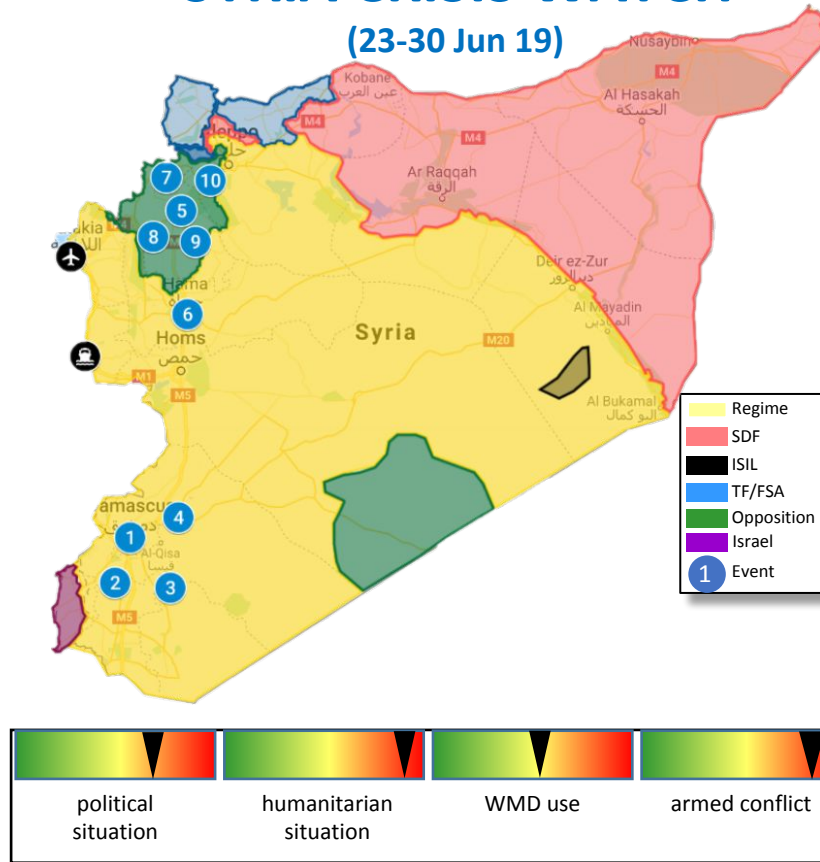 (23-30 Jun 19)
Nusaybin
Kobane
عين العرب
M4
Al Hasakah
الحسكة
M4
M4
Ar Raqqah
الرقة
7
10
5
8
9
Deir ez-Zur
دير الزور
Hama
Al Mayadin
الميادين
6
Homs
حمص
Syria
M20
M1
M5
Al Bukamal
البو كمال
Regime
SDF
ISIL
TF/FSA
Opposition
Israel
1 Event
4
1
Al-Qisa
قيسا
2
3
M5
political
situation
humanitarian
situation
WMD use
armed conflict